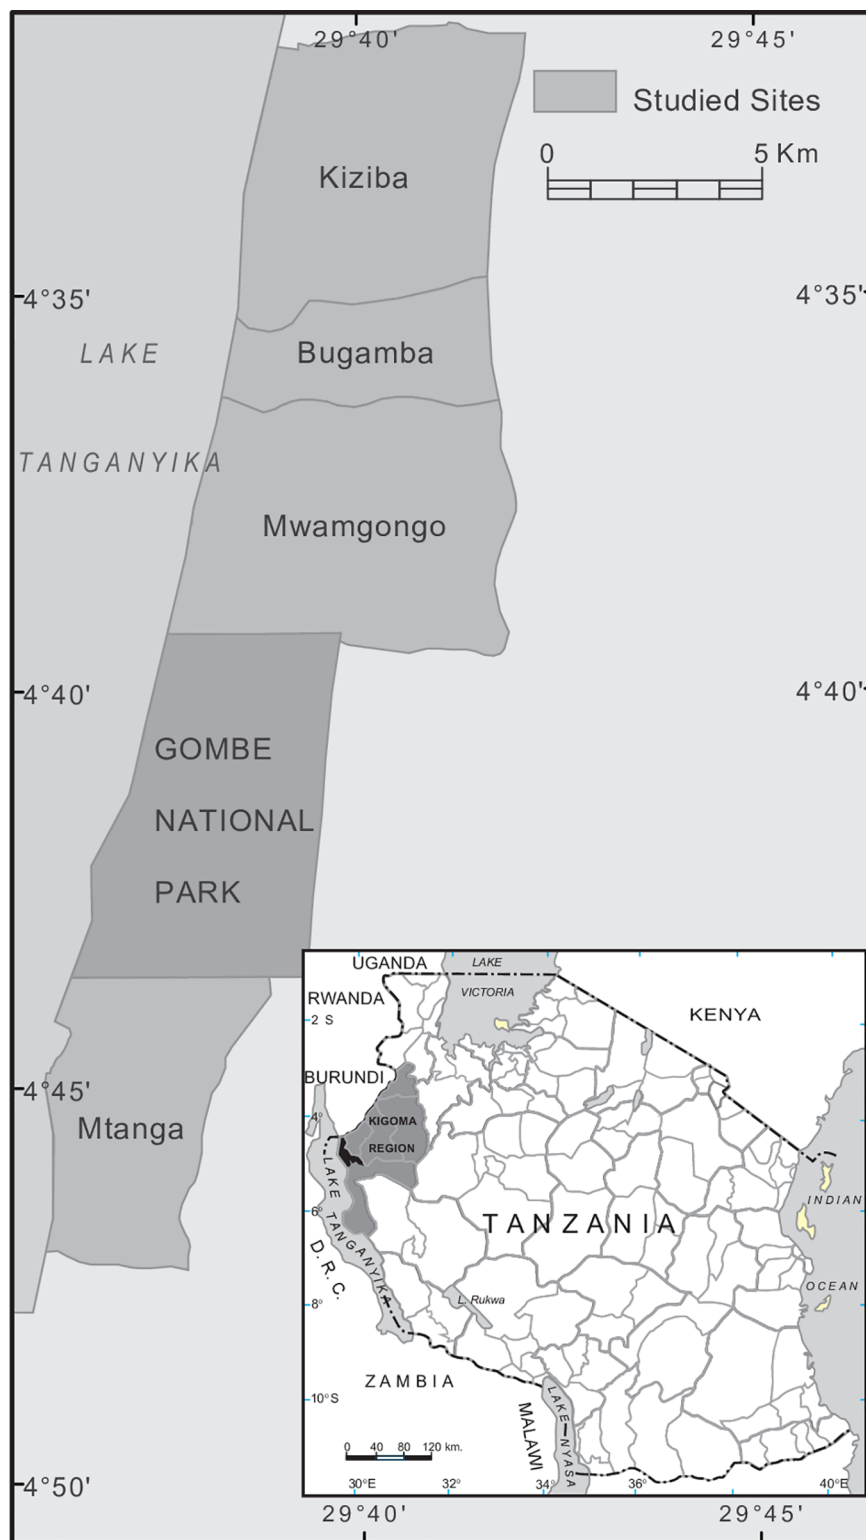 29°40'
29°45'
Studied Sites
0
5 Km
Kiziba
4°35'
4°35'
LAKE
Bugamba
TANGANYIKA
Mwamgongo
4°40'
4°40'
GOMBE
NATIONAL
PARK
4°45'
Mtanga
4°50'
29°40'
29°45'
UGANDA
LAKE
VICTORIA
RWANDA
KENYA
2 S
BURUNDI
4°
KIGOMA
REGION
LAKE TANGANYIKA
INDIAN
6°
TANZANIA
D.R.C.
OCEAN
L. Rukwa
8°
ZAMBIA
10°S
MALAWI
LAKE NYASA
0 40 80 120 km.
30°E
32°
34°
36°
40°E